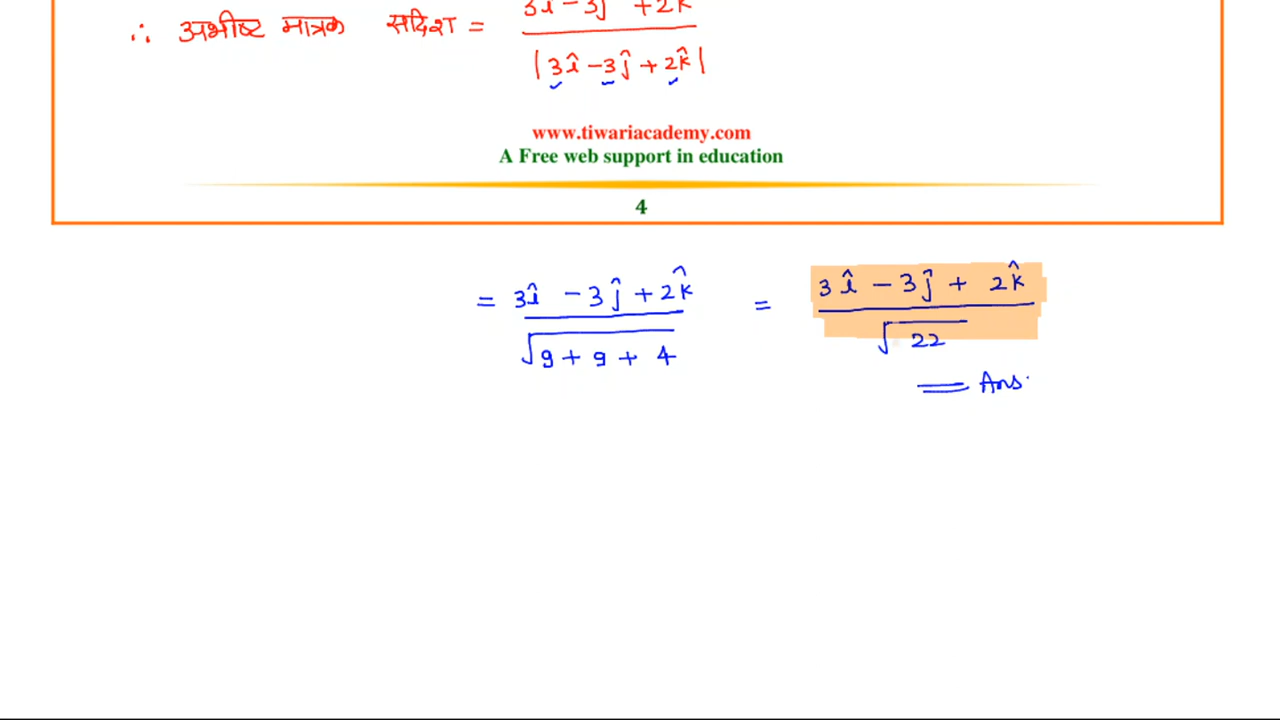 ∴ अभीष्ट मात्रक सदिश = 3î - 3ĵ + 2k̂
|3î - 3ĵ + 2k̂|
www.tiwariacademy.com
A Free web support in education
4
= 3î - 3ĵ + 2k̂ = 3î - 3ĵ + 2k̂
√9 + 9 + 4 √22
Ans.